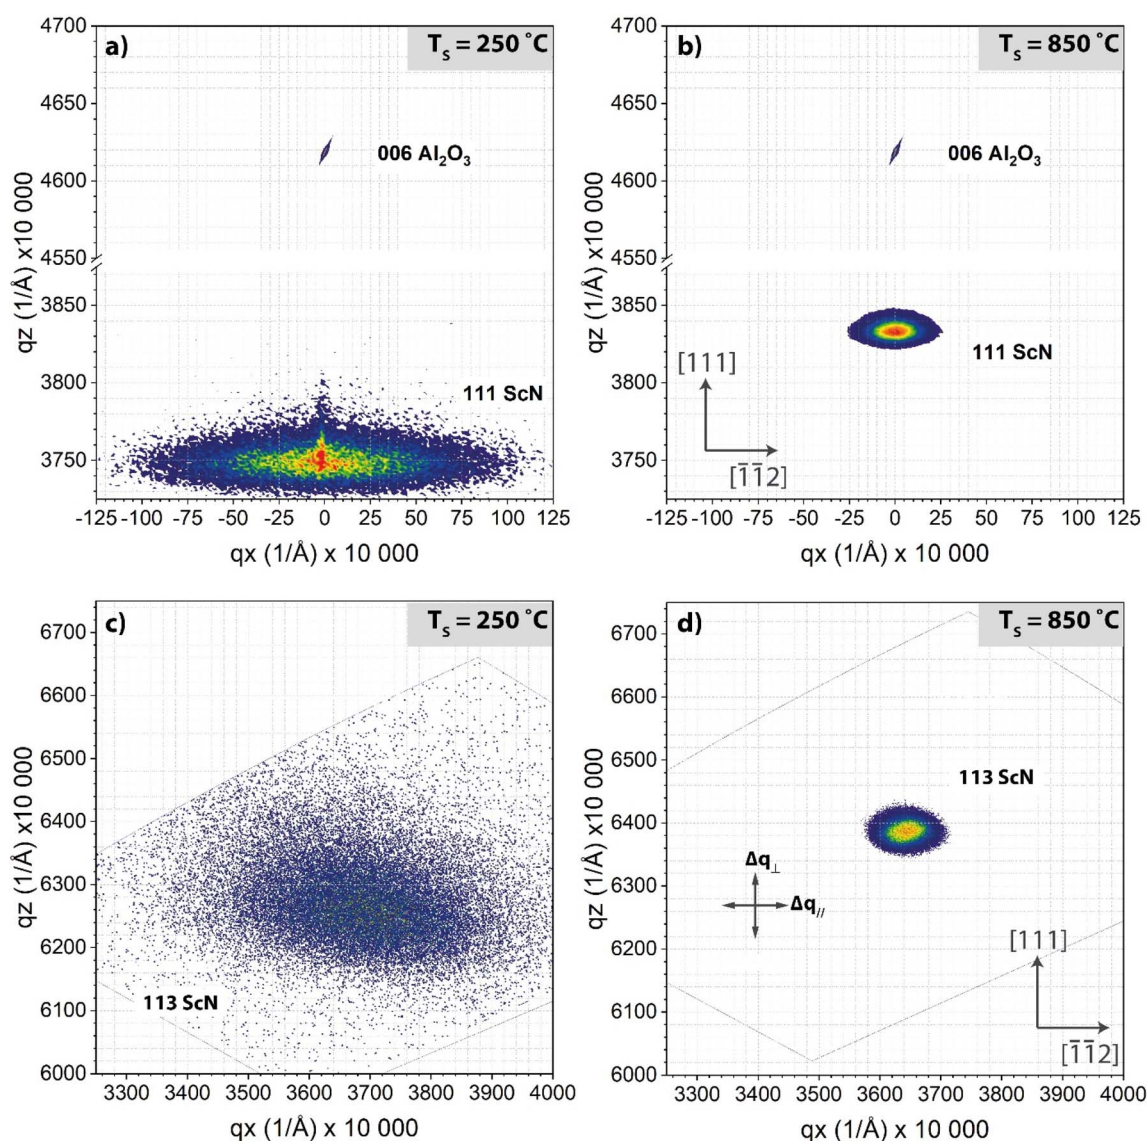 a)
T_S = 250 ˚C
4700
4650
4600
4550
3850
3800
3750
qz (1/Å) x10 000
006 Al₂O₃
111 ScN
-125 -100 -75 -50 -25 0 25 50 75 100 125
qx (1/Å) x 10 000
b)
T_S = 850 ˚C
4700
4650
4600
4550
3850
3800
3750
qz (1/Å) x10 000
006 Al₂O₃
111 ScN
[111]
[1̅1̅2]
-125 -100 -75 -50 -25 0 25 50 75 100 125
qx (1/Å) x 10 000
c)
T_S = 250 ˚C
6700
6600
6500
6400
6300
6200
6100
6000
qz (1/Å) x10 000
113 ScN
3300 3400 3500 3600 3700 3800 3900 4000
qx (1/Å) x 10 000
d)
T_S = 850 ˚C
6700
6600
6500
6400
6300
6200
6100
6000
qz (1/Å) x10 000
113 ScN
Δq⊥
Δq//
[111]
[1̅1̅2]
3300 3400 3500 3600 3700 3800 3900 4000
qx (1/Å) x 10 000